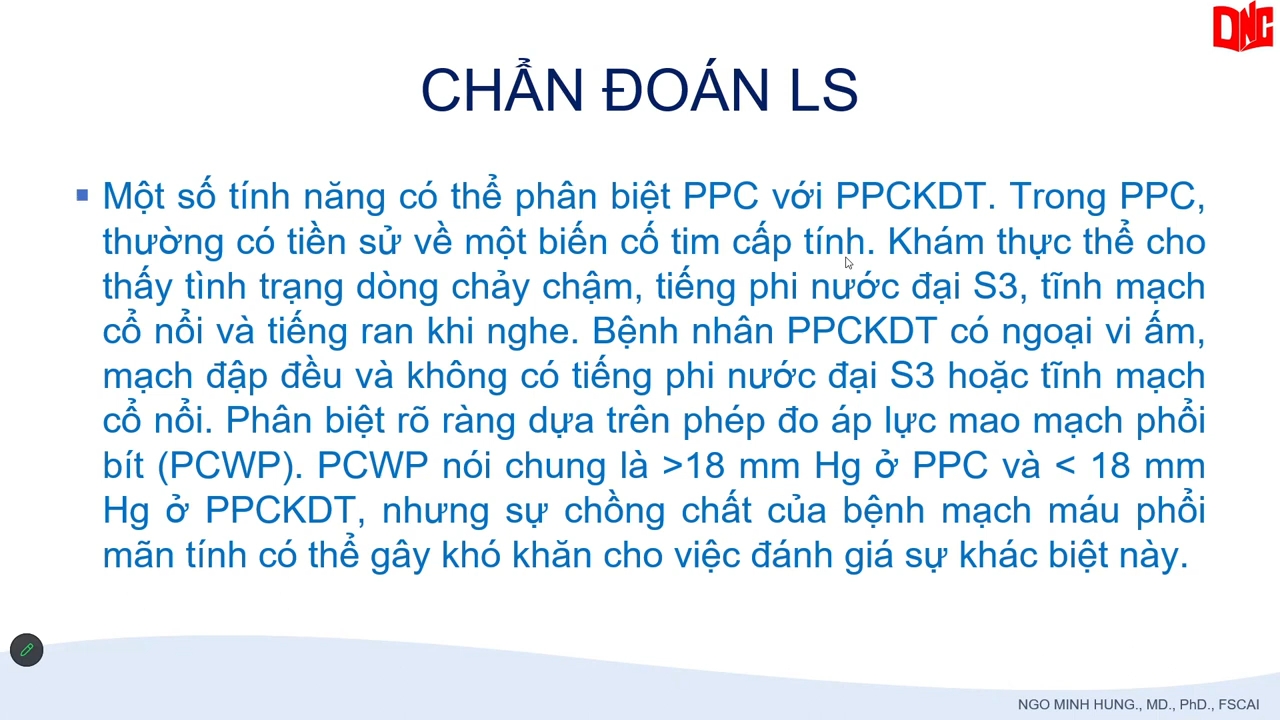 DNC
CHẨN ĐOÁN LS
Một số tính năng có thể phân biệt PPC với PPCKDT. Trong PPC,
thường có tiền sử về một biến cố tim cấp tính. Khám thực thể cho
thấy tình trạng dòng chảy chậm, tiếng phi nước đại S3, tĩnh mạch
cổ nổi và tiếng ran khi nghe. Bệnh nhân PPCKDT có ngoại vi ấm,
mạch đập đều và không có tiếng phi nước đại S3 hoặc tĩnh mạch
cổ nổi. Phân biệt rõ ràng dựa trên phép đo áp lực mao mạch phổi
bít (PCWP). PCWP nói chung là >18 mm Hg ở PPC và < 18 mm
Hg ở PPCKDT, nhưng sự chồng chất của bệnh mạch máu phổi
mãn tính có thể gây khó khăn cho việc đánh giá sự khác biệt này.
NGO MINH HUNG., MD., PhD., FSCAI